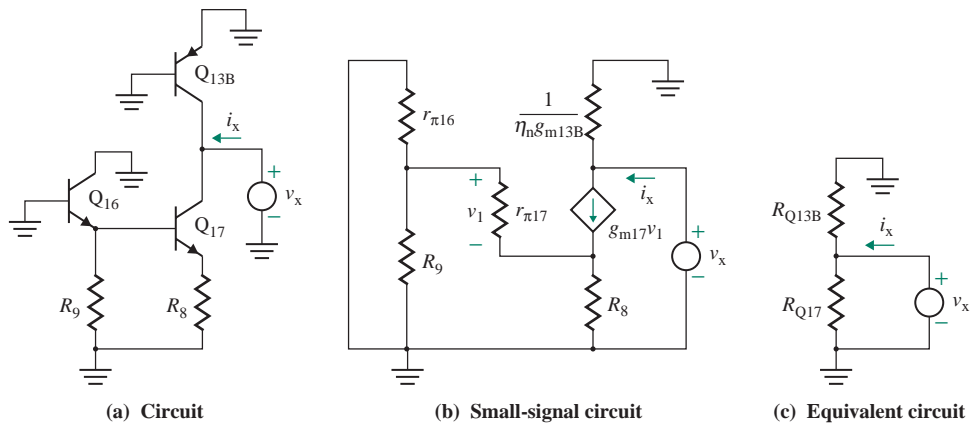 Q13B
ix
+
vx
−
Q16
Q17
R9
R8
(a) Circuit
rπ16
1
ηngm13B
+
v1
−
rπ17
ix
gm17v1
+
vx
−
R9
R8
(b) Small-signal circuit
RQ13B
ix
+
vx
−
RQ17
(c) Equivalent circuit